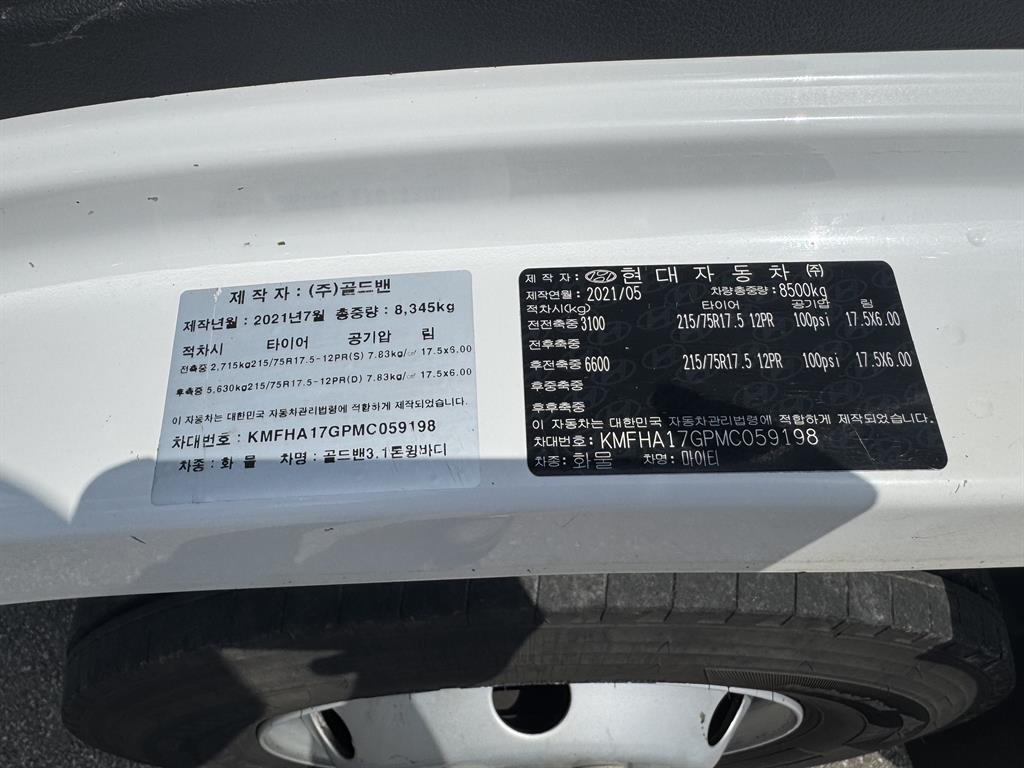 제 작 자 : (주)골드밴
제작년월 : 2021년7월 총중량 : 8,345kg
적차시 타이어 공기압 림
전축중 2,715kg215/75R17.5-12PR(S) 7.83kg/㎠ 17.5x6.00
후축중 5,630kg215/75R17.5-12PR(D) 7.83kg/㎠ 17.5x6.00
이 자동차는 대한민국 자동차관리법령에 적합하게 제작되었습니다.
차대번호 : KMFHA17GPMC059198
차종 : 화 물 차명 : 골드밴3.1톤윙바디
제 작 자 : 현대자동차㈜
제작연월 : 2021/05 차량총중량 : 8500kg
적차시(kg) 타이어 공기압 림
전전축중 3100 215/75R17.5 12PR 100psi 17.5X6.00
전후축중
후전축중 6600 215/75R17.5 12PR 100psi 17.5X6.00
후중축중
후후축중
이 자동차는 대한민국 자동차관리법령에 적합하게 제작되었습니다.
차대번호 : KMFHA17GPMC059198
차종 : 화물 차명 : 마이티